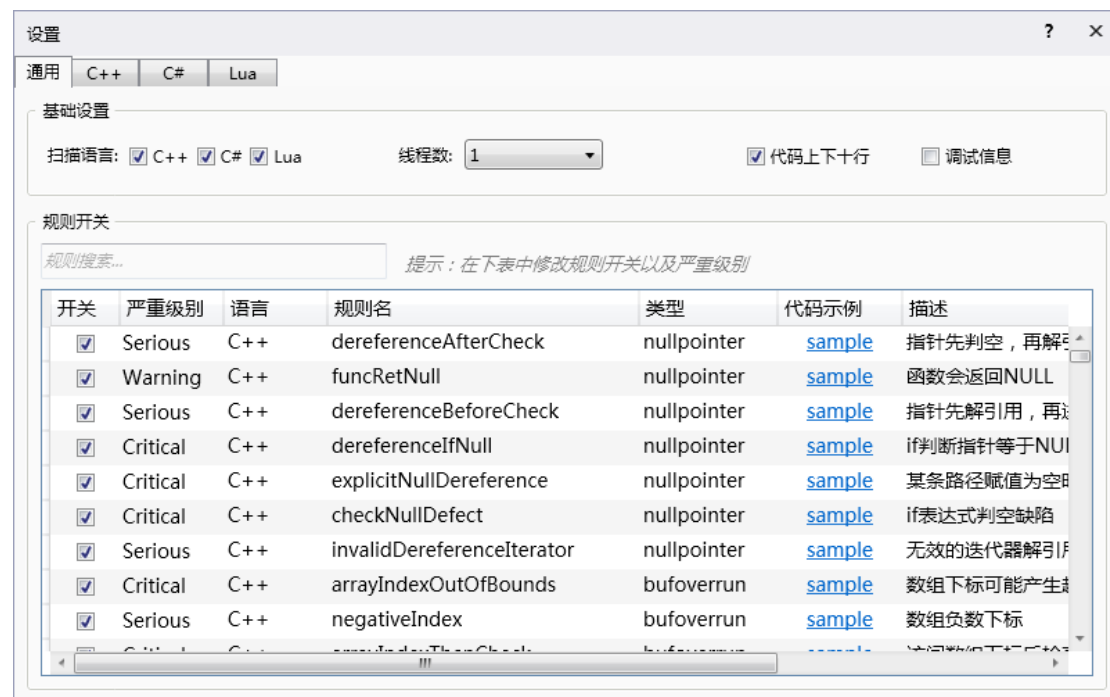 设置 ? ×
通用 C++ C# Lua
基础设置
扫描语言: C++ C# Lua 线程数: 1 代码上下十行 调试信息
规则开关
规则搜索... 提示：在下表中修改规则开关以及严重级别
开关 严重级别 语言 规则名 类型 代码示例 描述
Serious C++ dereferenceAfterCheck nullpointer sample 指针先判空，再解
Warning C++ funcRetNull nullpointer sample 函数会返回NULL
Serious C++ dereferenceBeforeCheck nullpointer sample 指针先解引用，再
Critical C++ dereferenceIfNull nullpointer sample if判断指针等于NU
Critical C++ explicitNullDereference nullpointer sample 某条路径赋值为空
Critical C++ checkNullDefect nullpointer sample if表达式判空缺陷
Serious C++ invalidDereferenceIterator nullpointer sample 无效的迭代器解引
Critical C++ arrayIndexOutOfBounds bufoverrun sample 数组下标可能产生
Serious C++ negativeIndex bufoverrun sample 数组负数下标